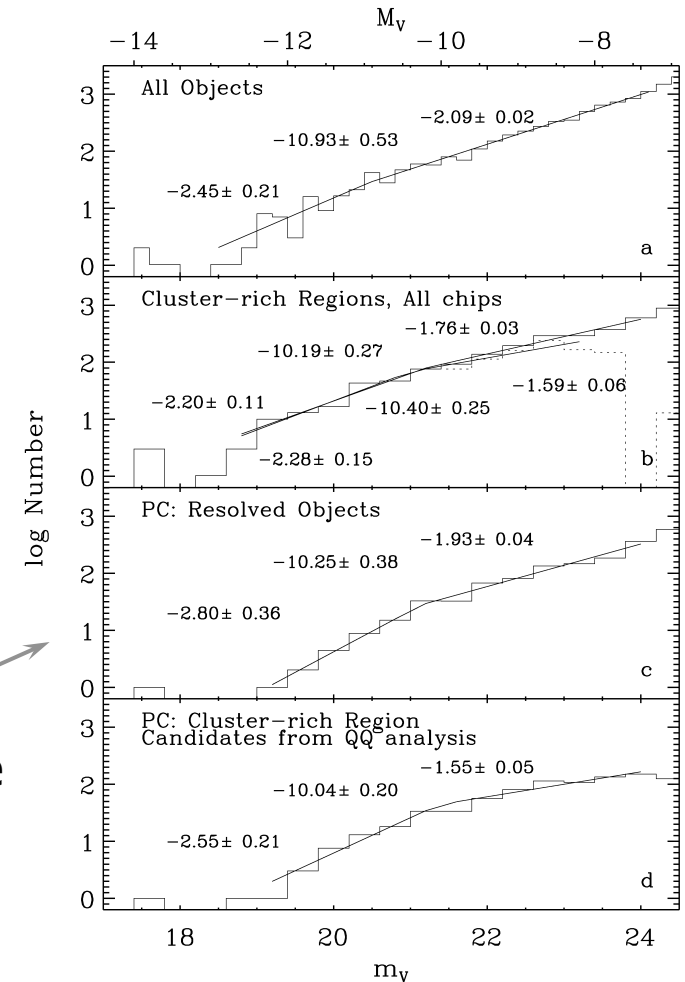 M_V
−14 −12 −10 −8
All Objects
−2.09± 0.02
−10.93± 0.53
−2.45± 0.21
a
3
2
1
0
Cluster−rich Regions, All chips
−1.76± 0.03
−10.19± 0.27
−1.59± 0.06
−2.20± 0.11
−10.40± 0.25
−2.28± 0.15
b
3
2
1
0
log Number
PC: Resolved Objects
−1.93± 0.04
−10.25± 0.38
−2.80± 0.36
c
3
2
1
0
PC: Cluster−rich Region
Candidates from QQ analysis
−1.55± 0.05
−10.04± 0.20
−2.55± 0.21
d
3
2
1
0
18 20 22 24
m_V